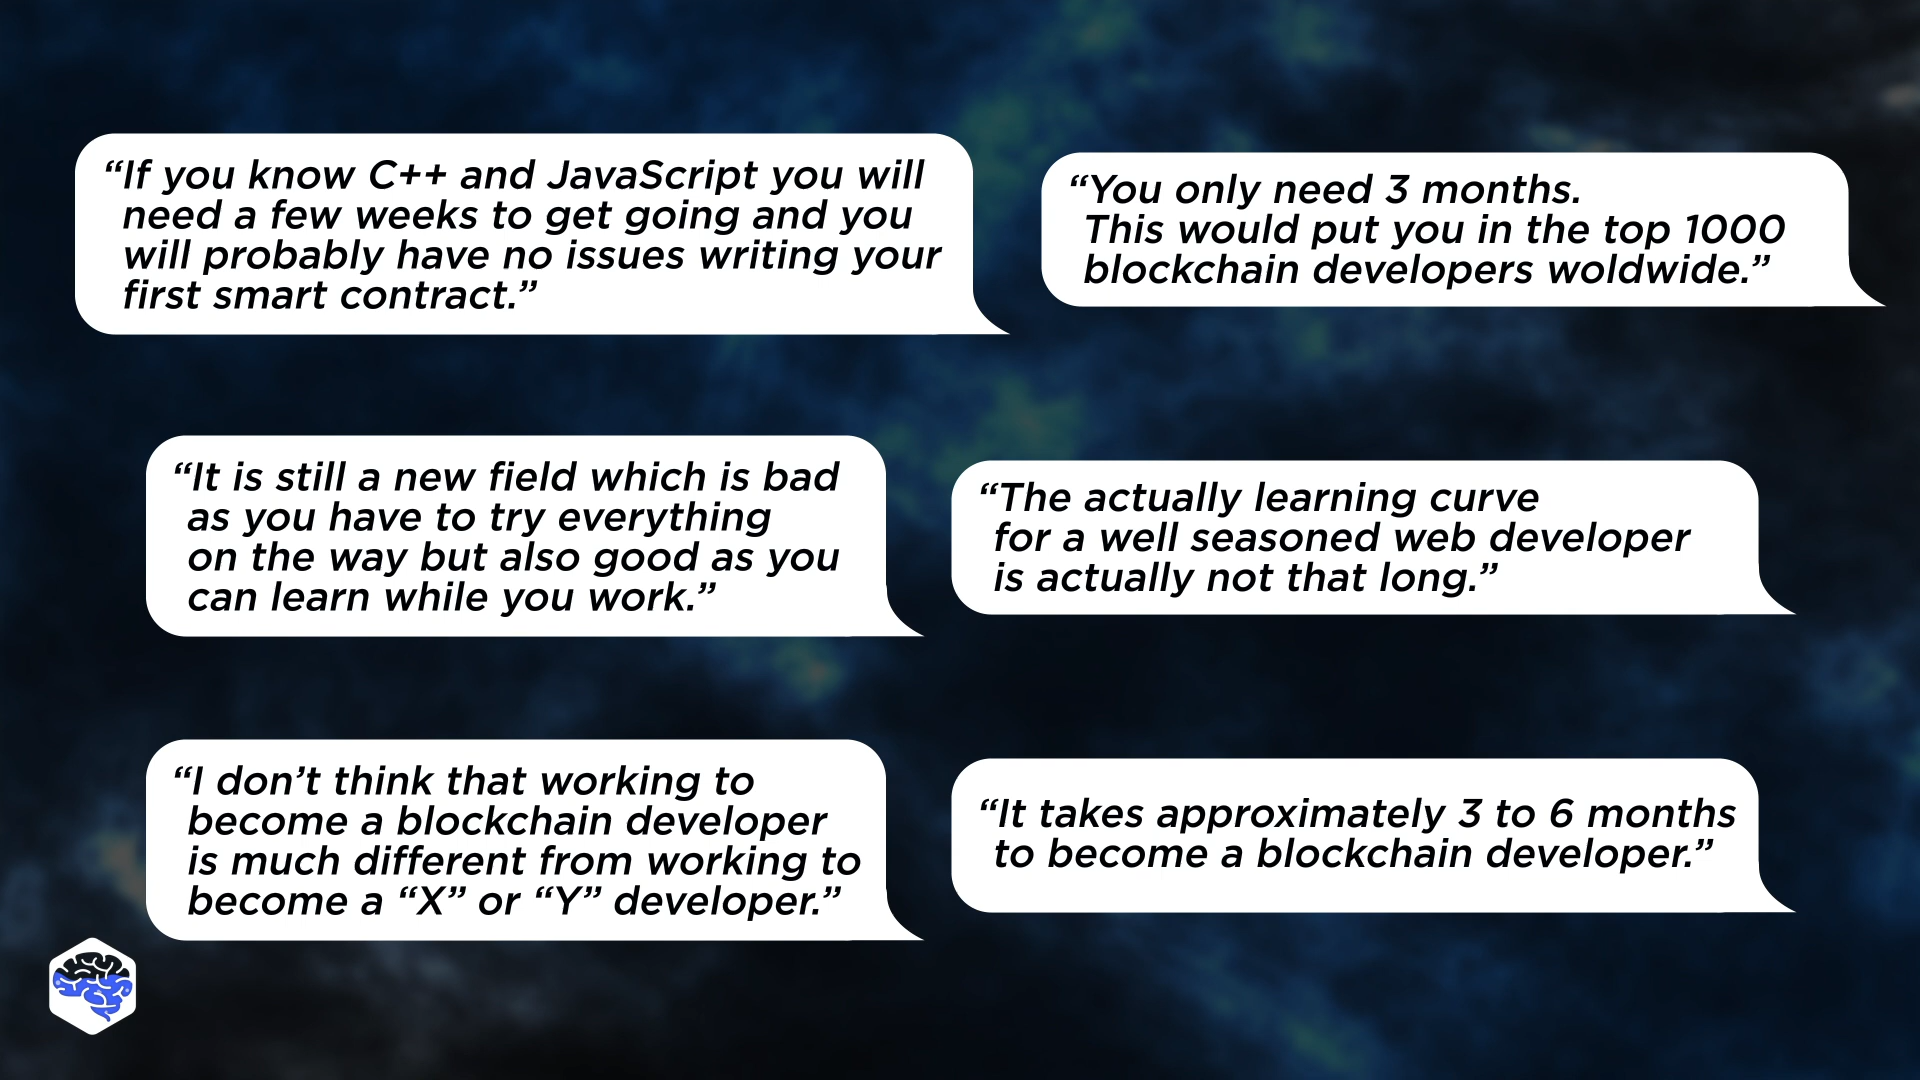 “If you know C++ and JavaScript you will
need a few weeks to get going and you
will probably have no issues writing your
first smart contract.”
“You only need 3 months.
This would put you in the top 1000
blockchain developers woldwide.”
“It is still a new field which is bad
as you have to try everything
on the way but also good as you
can learn while you work.”
“The actually learning curve
for a well seasoned web developer
is actually not that long.”
“I don’t think that working to
become a blockchain developer
is much different from working to
become a “X” or “Y” developer.”
“It takes approximately 3 to 6 months
to become a blockchain developer.”